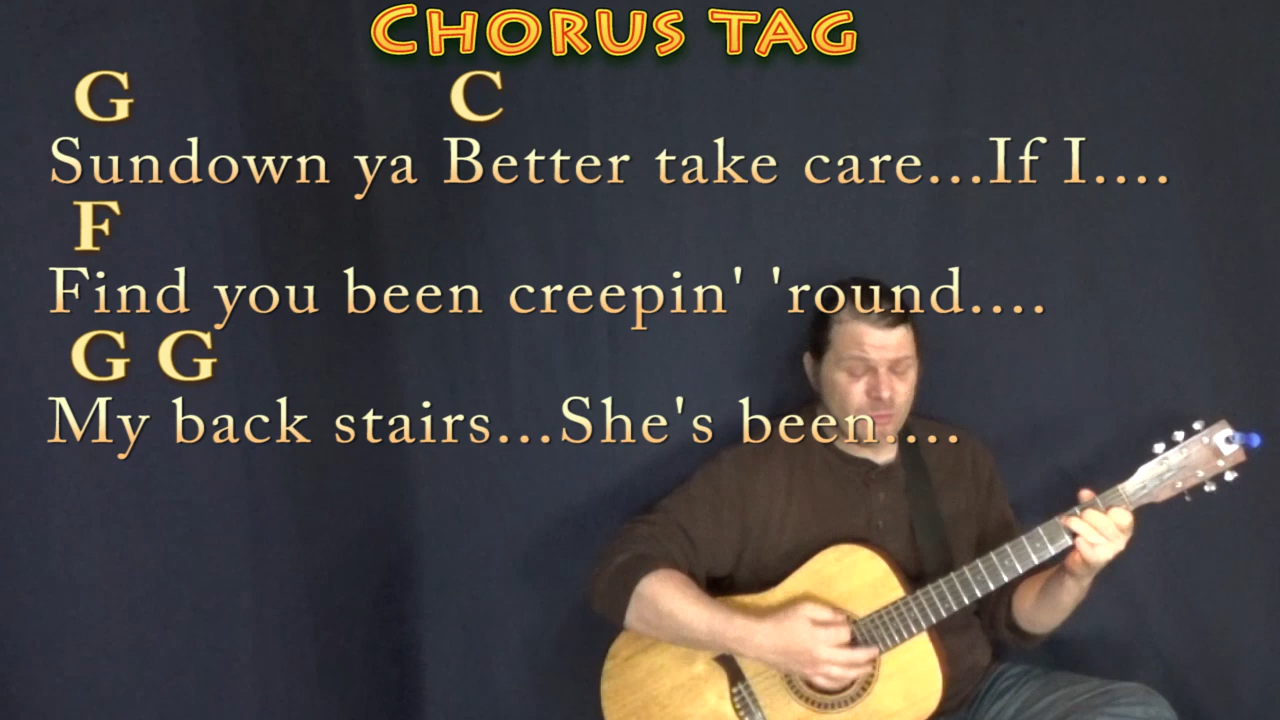 CHORUS TAG
G C
Sundown ya Better take care...If I....
F
Find you been creepin' 'round....
G G
My back stairs...She's been....